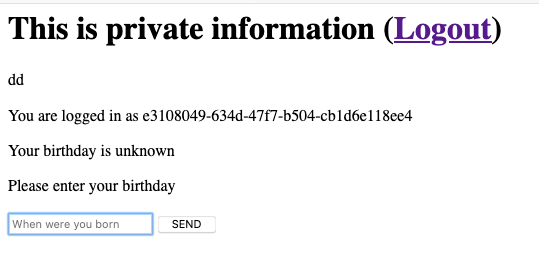 This is private information (Logout)
dd
You are logged in as e3108049-634d-47f7-b504-cb1d6e118ee4
Your birthday is unknown
Please enter your birthday
When were you born SEND